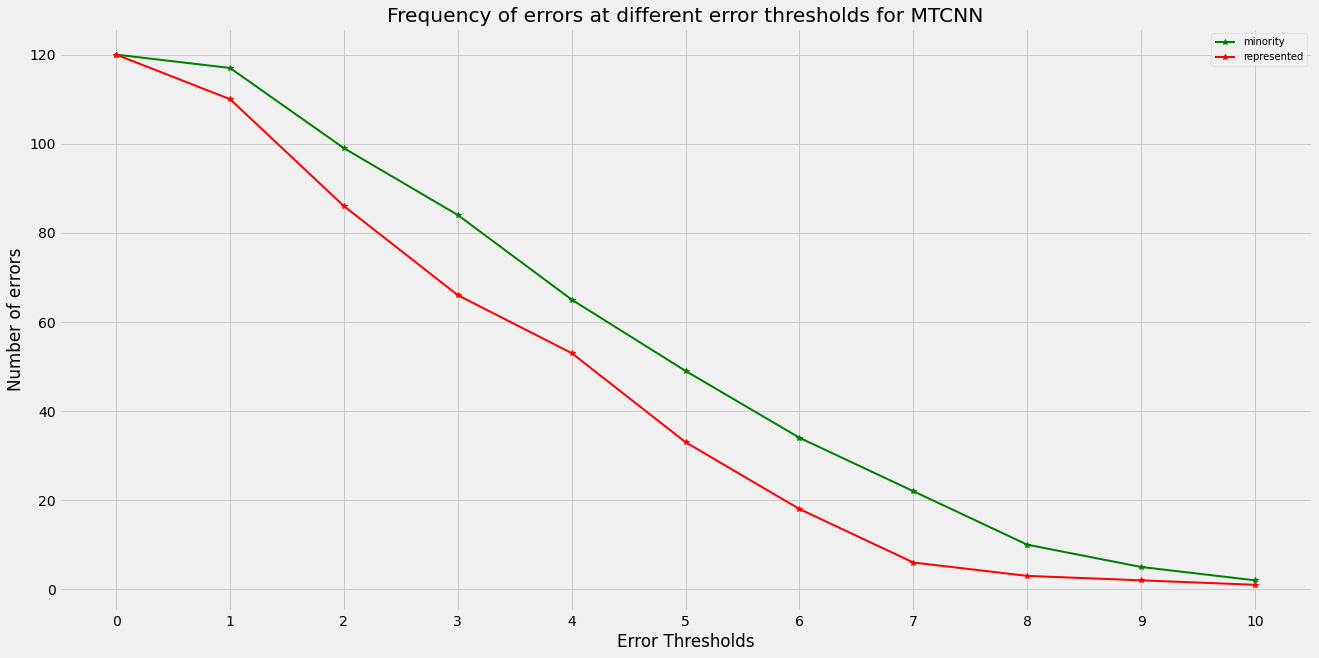 Frequency of errors at different error thresholds for MTCNN
minority
represented
120
100
80
60
40
20
0
Number of errors
0 1 2 3 4 5 6 7 8 9 10
Error Thresholds